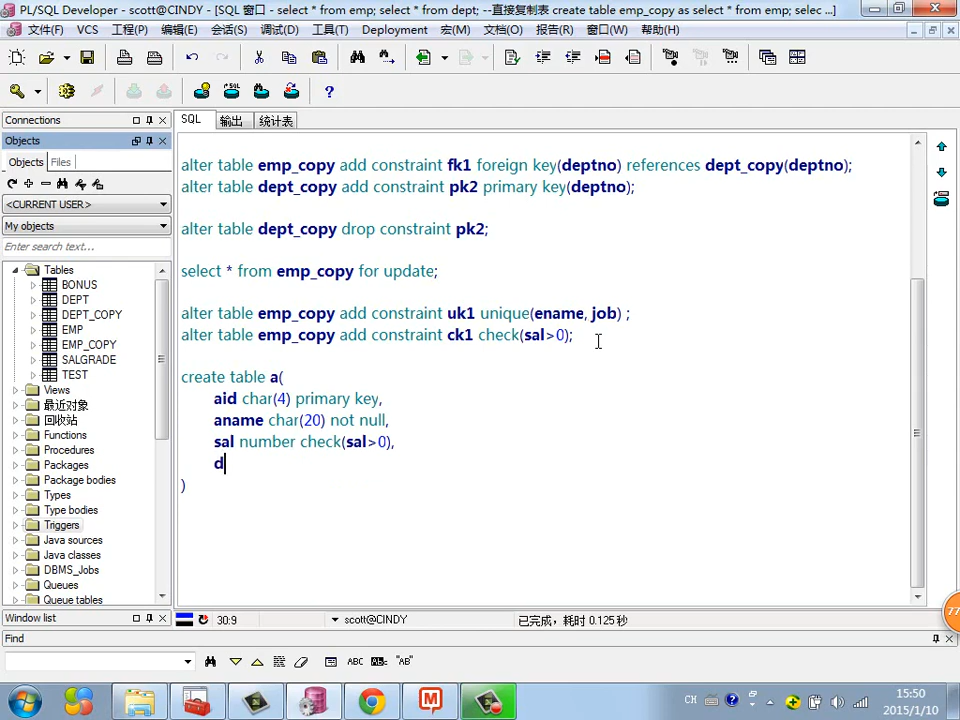 PL/SQL Developer - scott@CINDY - [SQL 窗口 - select * from emp; select * from dept; --直接复制表 create table emp_copy as select * from emp; selec ...]
文件(F) VCS 工程(P) 编辑(E) 会话(S) 调试(D) 工具(T) Deployment 宏(M) 文档(O) 报告(R) 窗口(W) 帮助(H)
Connections
Objects
Objects Files
<CURRENT USER>
My objects
Enter search text...
Tables
BONUS
DEPT
DEPT_COPY
EMP
EMP_COPY
SALGRADE
TEST
Views
最近对象
回收站
Functions
Procedures
Packages
Package bodies
Types
Type bodies
Triggers
Java sources
Java classes
DBMS_Jobs
Queues
Queue tables
Window list
SQL 输出 统计表
alter table emp_copy add constraint fk1 foreign key(deptno) references dept_copy(deptno);
alter table dept_copy add constraint pk2 primary key(deptno);
alter table dept_copy drop constraint pk2;
select * from emp_copy for update;
alter table emp_copy add constraint uk1 unique(ename, job) ;
alter table emp_copy add constraint ck1 check(sal>0);
create table a(
aid char(4) primary key,
aname char(20) not null,
sal number check(sal>0),
d
)
77
30:9 scott@CINDY 已完成，耗时 0.125 秒
Find
ABC "AB"
CH 15:50
2015/1/10